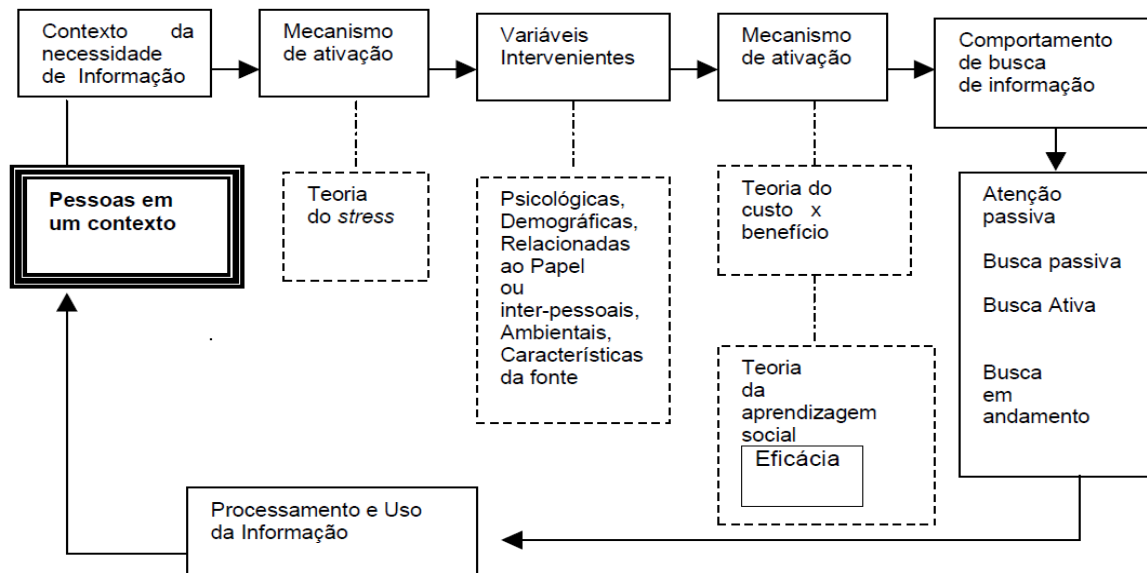 Contexto da
necessidade
de Informação
Mecanismo
de ativação
Variáveis
Intervenientes
Mecanismo
de ativação
Comportamento
de busca
de informação
Pessoas em
um contexto
Teoria
do stress
Psicológicas,
Demográficas,
Relacionadas
ao Papel
ou
inter-pessoais,
Ambientais,
Características
da fonte
Teoria do
custo x
benefício
Teoria
da
aprendizagem
social
Eficácia
Atenção
passiva
Busca passiva
Busca Ativa
Busca
em
andamento
Processamento e Uso
da Informação